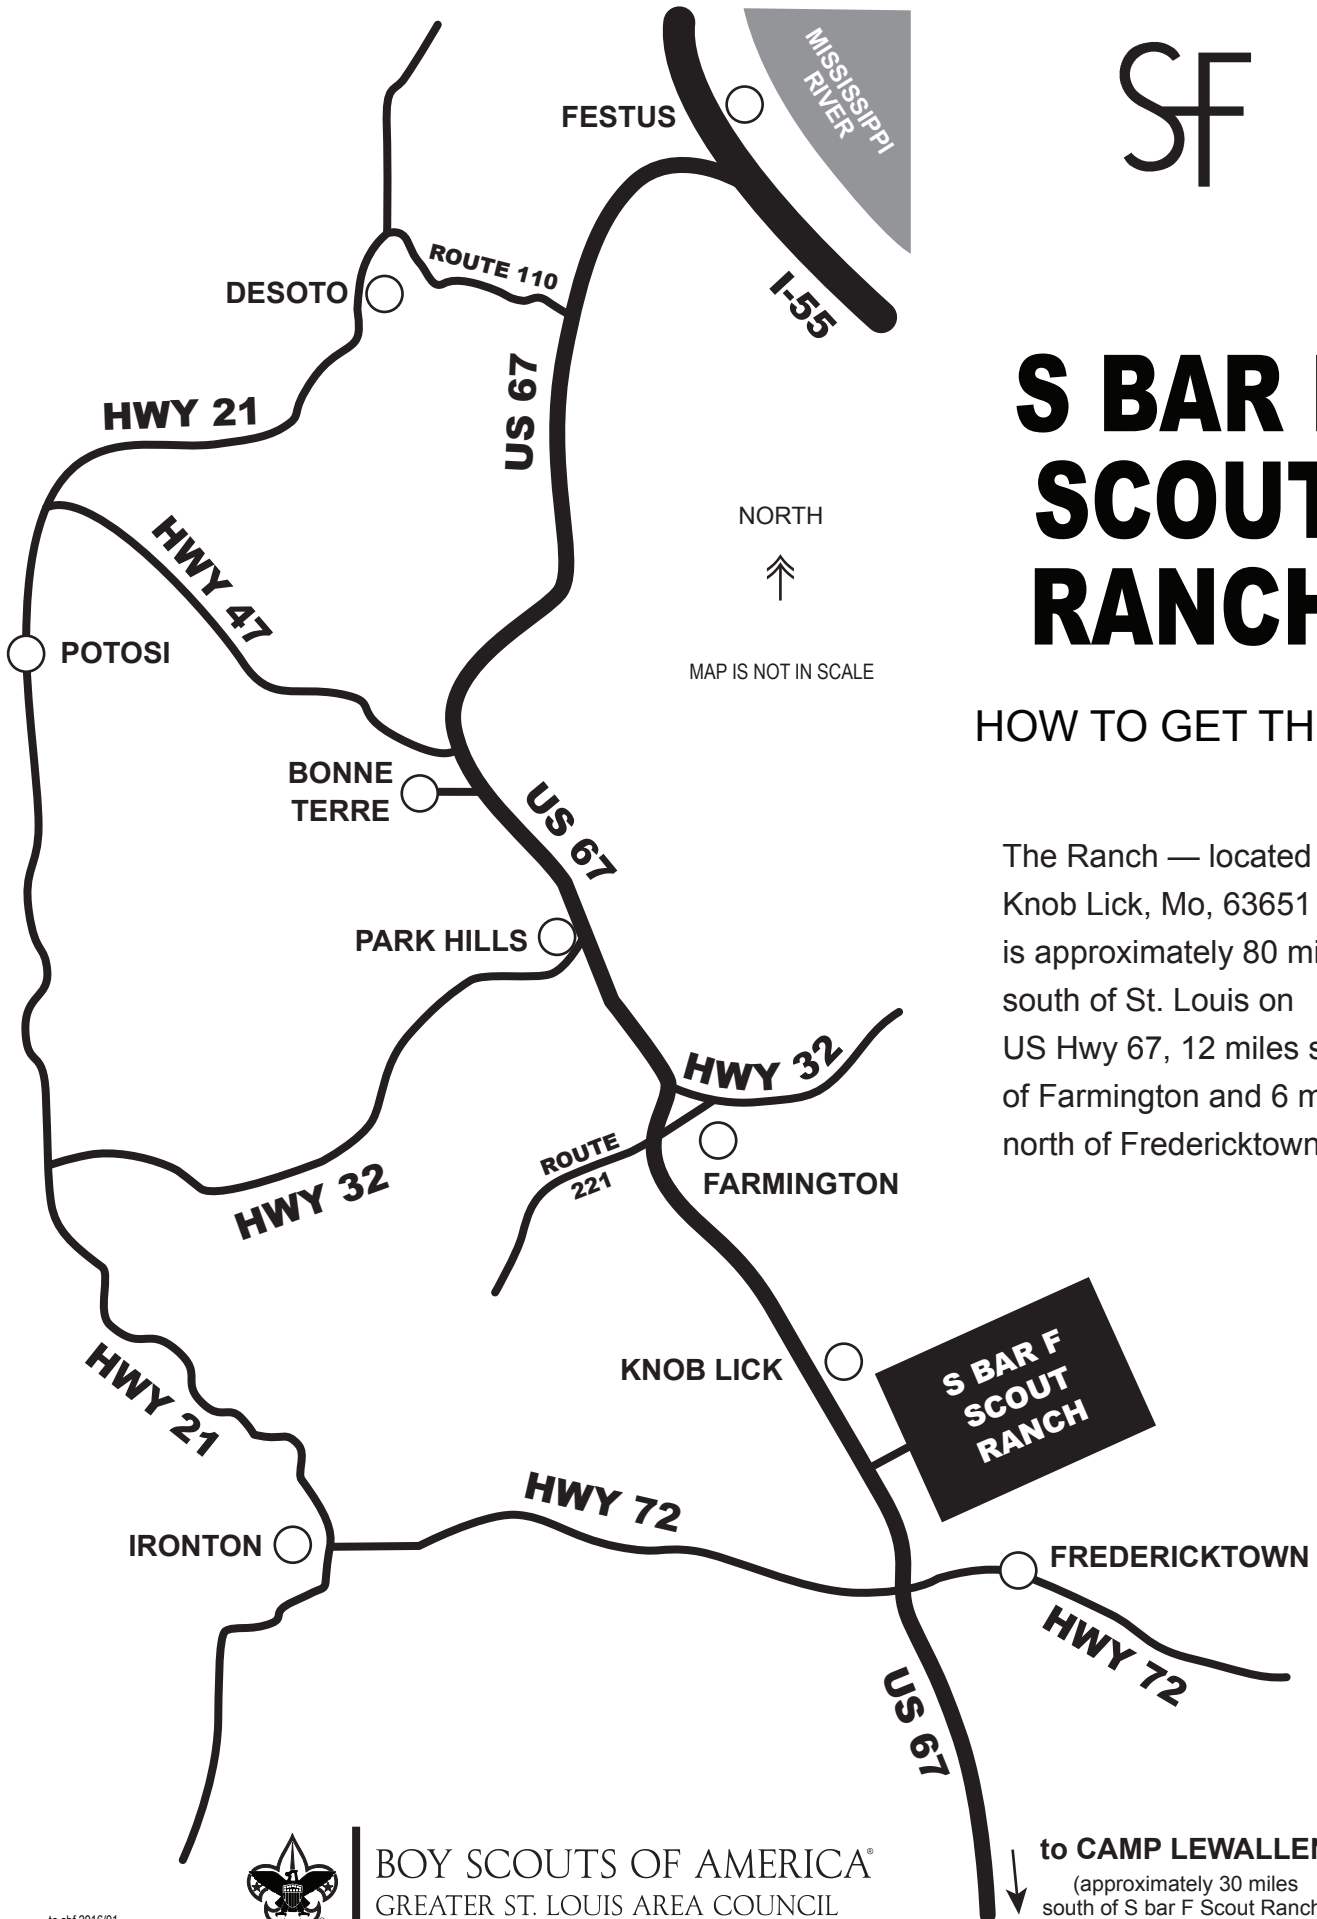 FESTUS
MISSISSIPPI
RIVER
SF
ROUTE 110
DESOTO
I-55
US 67
HWY 21
S BAR
SCOUT
RANCH
NORTH
HWY 47
POTOSI
MAP IS NOT IN SCALE
HOW TO GET TH
BONNE
TERRE
US 67
The Ranch — located
Knob Lick, Mo, 63651
is approximately 80 mi
south of St. Louis on
US Hwy 67, 12 miles s
of Farmington and 6 m
north of Fredericktown
PARK HILLS
HWY 32
ROUTE
221
FARMINGTON
HWY 32
KNOB LICK
S BAR F
SCOUT
RANCH
HWY 21
HWY 72
IRONTON
FREDERICKTOWN
HWY 72
US 67
to CAMP LEWALLEN
(approximately 30 miles
south of S bar F Scout Ranch
BOY SCOUTS OF AMERICA®
GREATER ST. LOUIS AREA COUNCIL